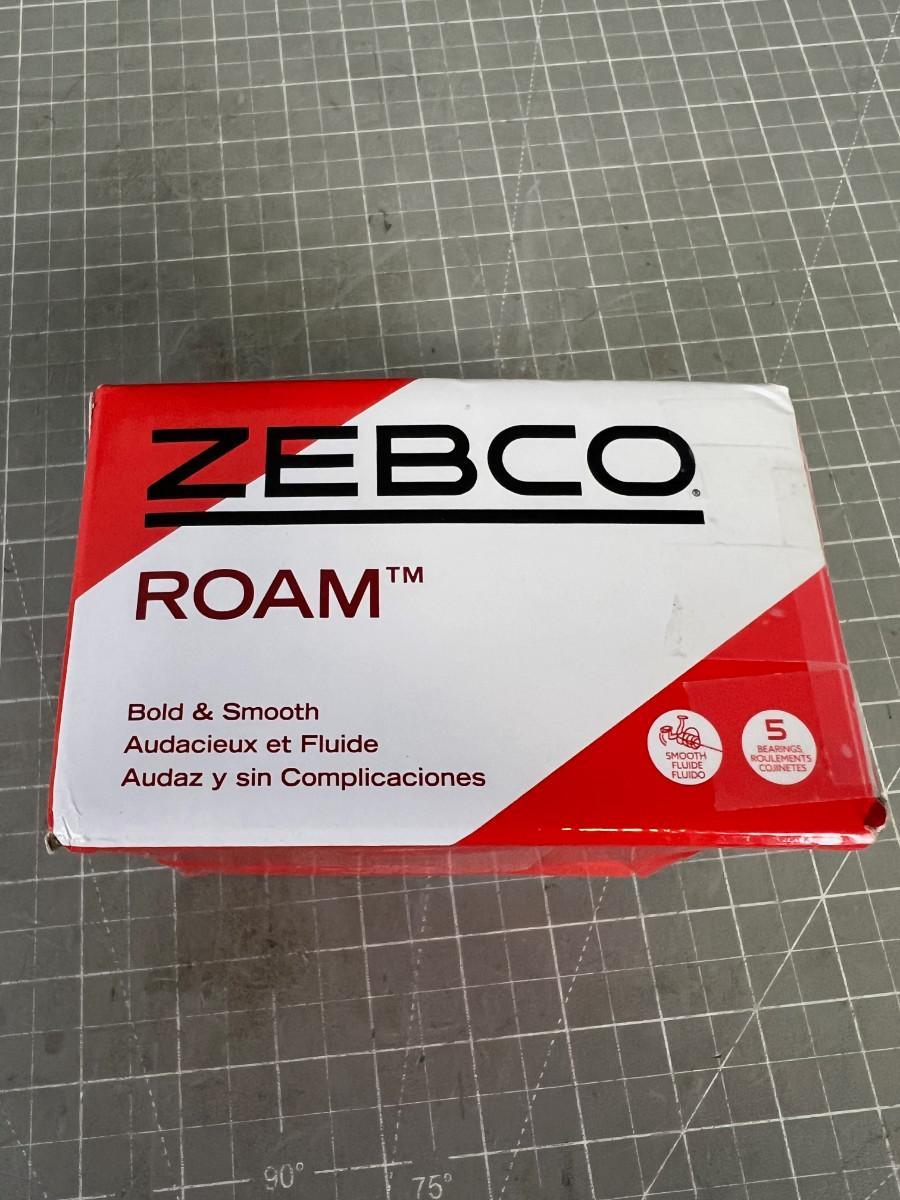 ZEBCO®
ROAM™
Bold & Smooth
Audacieux et Fluide
Audaz y sin Complicaciones
SMOOTH
FLUIDE
FLUIDO
5
BEARINGS
ROULEMENTS
COJINETES
90°
75°